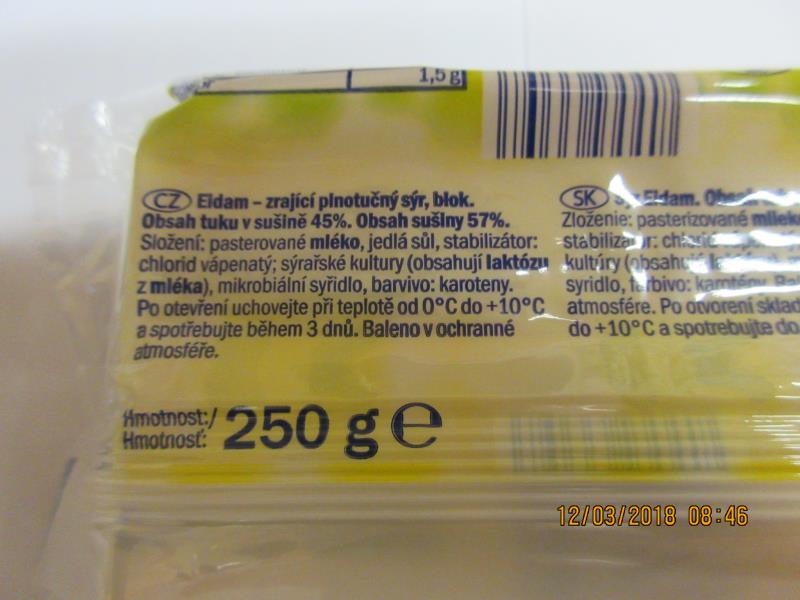 1,5 g
CZ Eidam – zrající plnotučný sýr, blok.
Obsah tuku v sušině 45%. Obsah sušiny 57%.
Složení: pasterované mléko, jedlá sůl, stabilizátor:
chlorid vápenatý; sýrařské kultury (obsahují laktózu
z mléka), mikrobiální syřidlo, barvivo: karoteny.
Po otevření uchovejte při teplotě od 0°C do +10°C
a spotřebujte během 3 dnů. Baleno v ochranné
atmosféře.
SK Eidam.
Zloženie: pasterizované mlieko
kultúry
syridlo,
atmosfére. Po otvorení
do +10°C a spotrebujte do
Hmotnost:/
Hmotnosť: 250 g e
12/03/2018 08:46